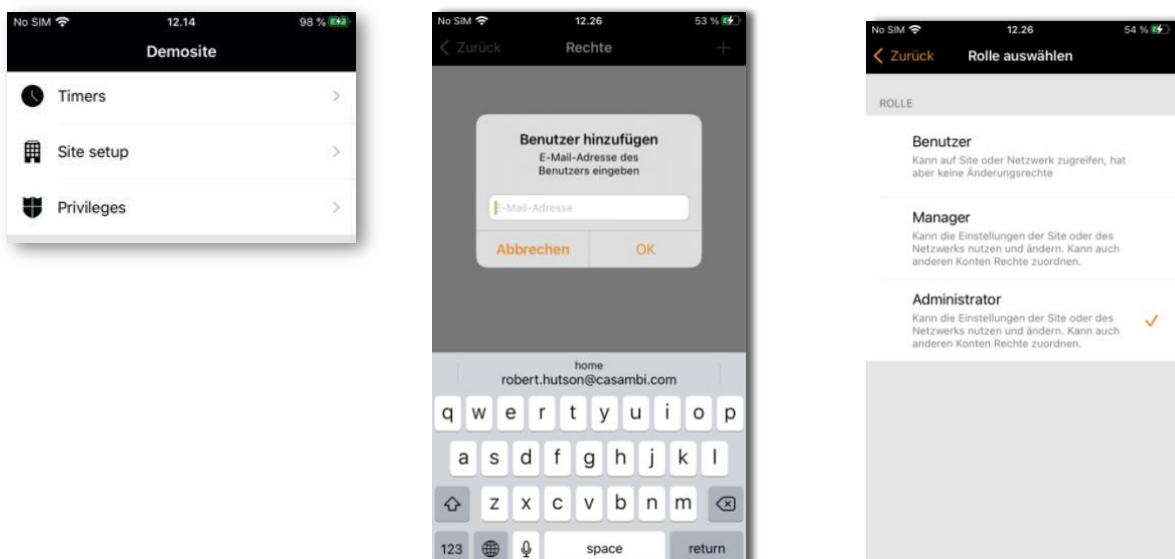 No SIM 12.14 98 %
Demosite
Timers
Site setup
Privileges
No SIM 12.26 53 %
Zurück Rechte +
Benutzer hinzufügen
E-Mail-Adresse des
Benutzers eingeben
E-Mail-Adresse
Abbrechen OK
home
robert.hutson@casambi.com
q w e r t y u i o p
a s d f g h j k l
z x c v b n m
123 space return
No SIM 12.26 54 %
Zurück Rolle auswählen
ROLLE
Benutzer
Kann auf Site oder Netzwerk zugreifen, hat
aber keine Änderungsrechte
Manager
Kann die Einstellungen der Site oder des
Netzwerks nutzen und ändern. Kann auch
anderen Konten Rechte zuordnen.
Administrator
Kann die Einstellungen der Site oder des
Netzwerks nutzen und ändern. Kann auch
anderen Konten Rechte zuordnen.